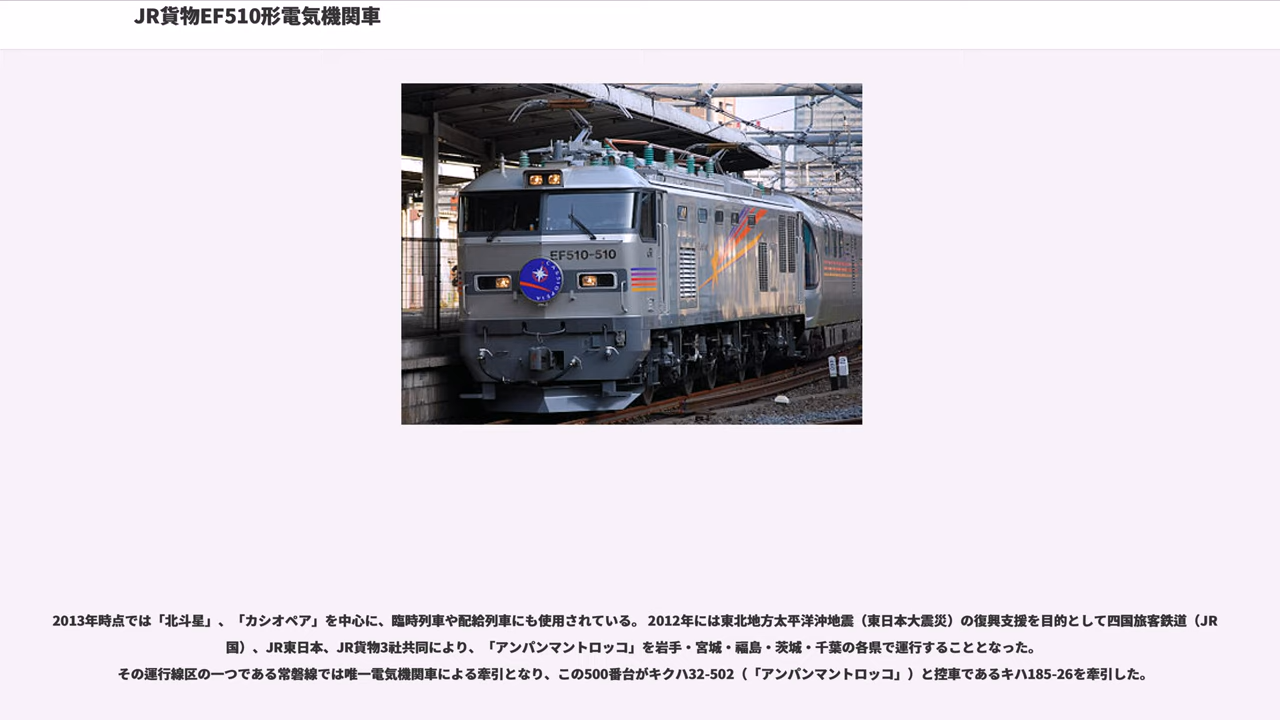 JR貨物EF510形電気機関車
EF510-510
JR
CASSIOPEIA
2013年時点では「北斗星」、「カシオペア」を中心に、臨時列車や配給列車にも使用されている。 2012年には東北地方太平洋沖地震（東日本大震災）の復興支援を目的として四国旅客鉄道（JR
国）、JR東日本、JR貨物3社共同により、「アンパンマントロッコ」を岩手・宮城・福島・茨城・千葉の各県で運行することとなった。
その運行線区の一つである常磐線では唯一電気機関車による牽引となり、この500番台がキクハ32-502（「アンパンマントロッコ」）と控車であるキハ185-26を牽引した。